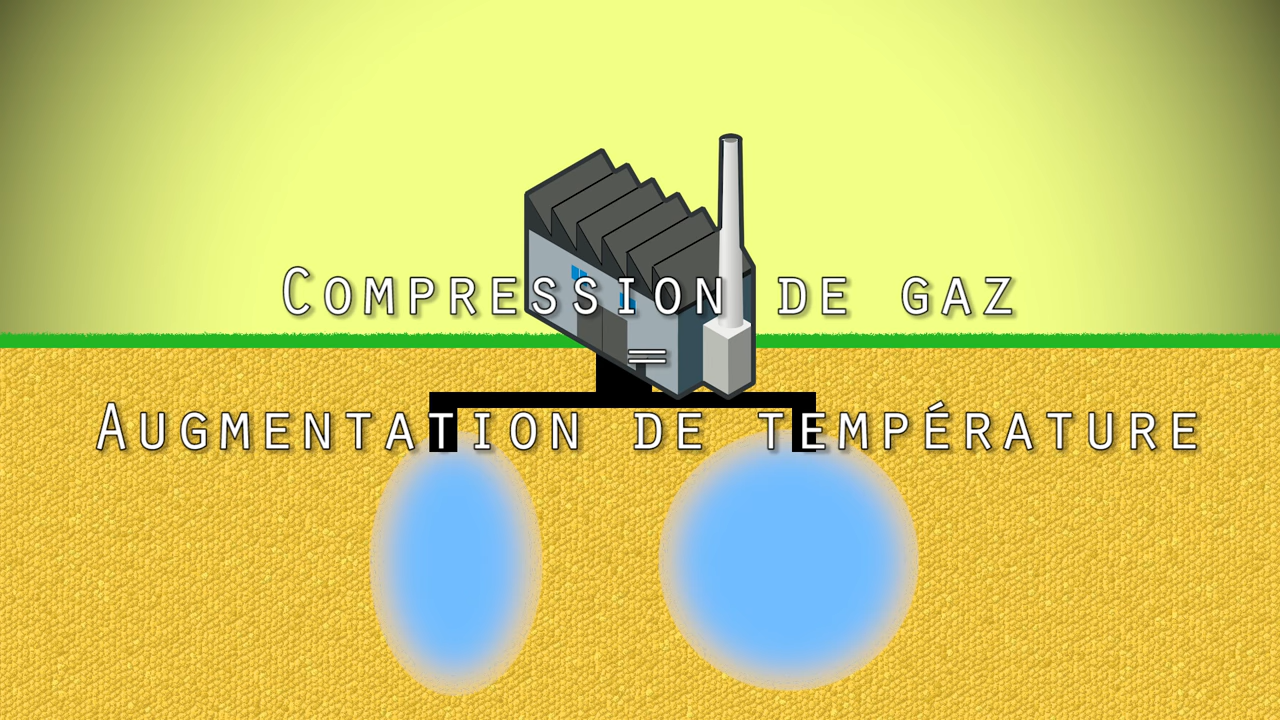 Compression de gaz
=
Augmentation de température